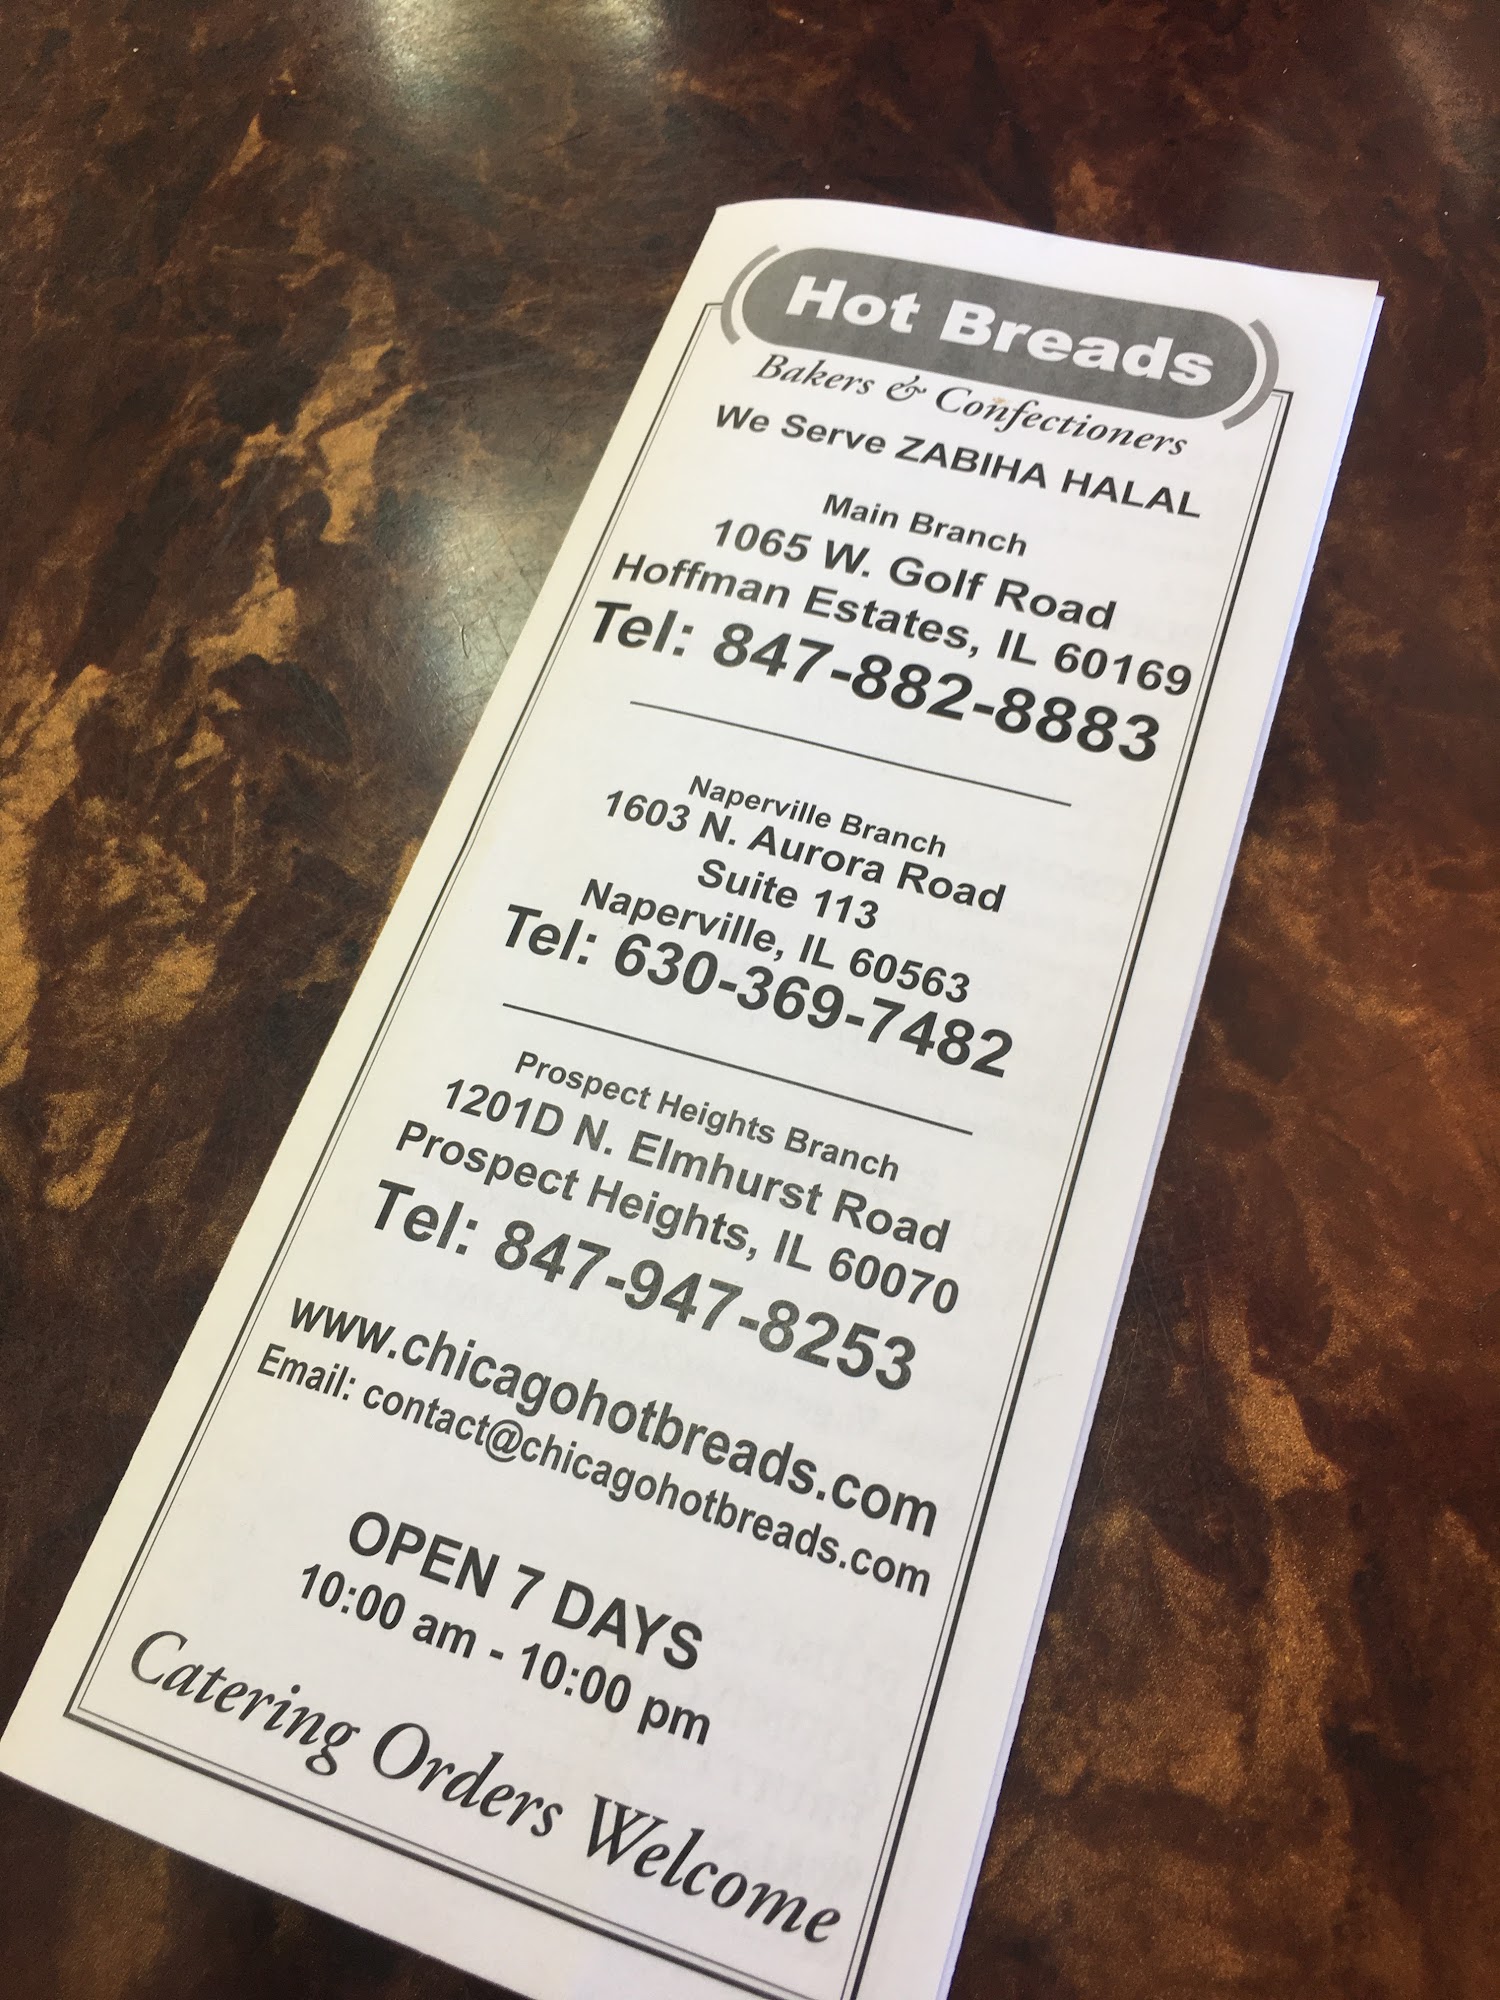 Hot Breads
Bakers & Confectioners
We Serve ZABIHA HALAL
Main Branch
1065 W. Golf Road
Hoffman Estates, IL 60169
Tel: 847-882-8883
Naperville Branch
1603 N. Aurora Road
Suite 113
Naperville, IL 60563
Tel: 630-369-7482
Prospect Heights Branch
1201D N. Elmhurst Road
Prospect Heights, IL 60070
Tel: 847-947-8253
www.chicagohotbreads.com
Email: contact@chicagohotbreads.com
OPEN 7 DAYS
10:00 am - 10:00 pm
Catering Orders Welcome